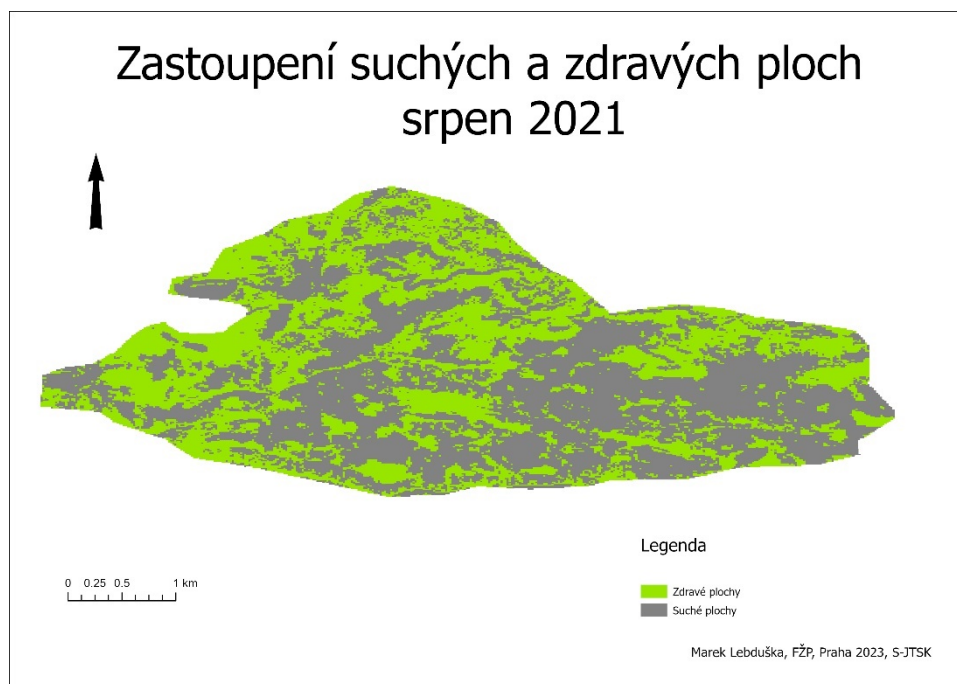 Zastoupení suchých a zdravých ploch
srpen 2021
0 0.25 0.5 1 km
Legenda
Zdravé plochy
Suché plochy
Marek Lebduška, FŽP, Praha 2023, S-JTSK